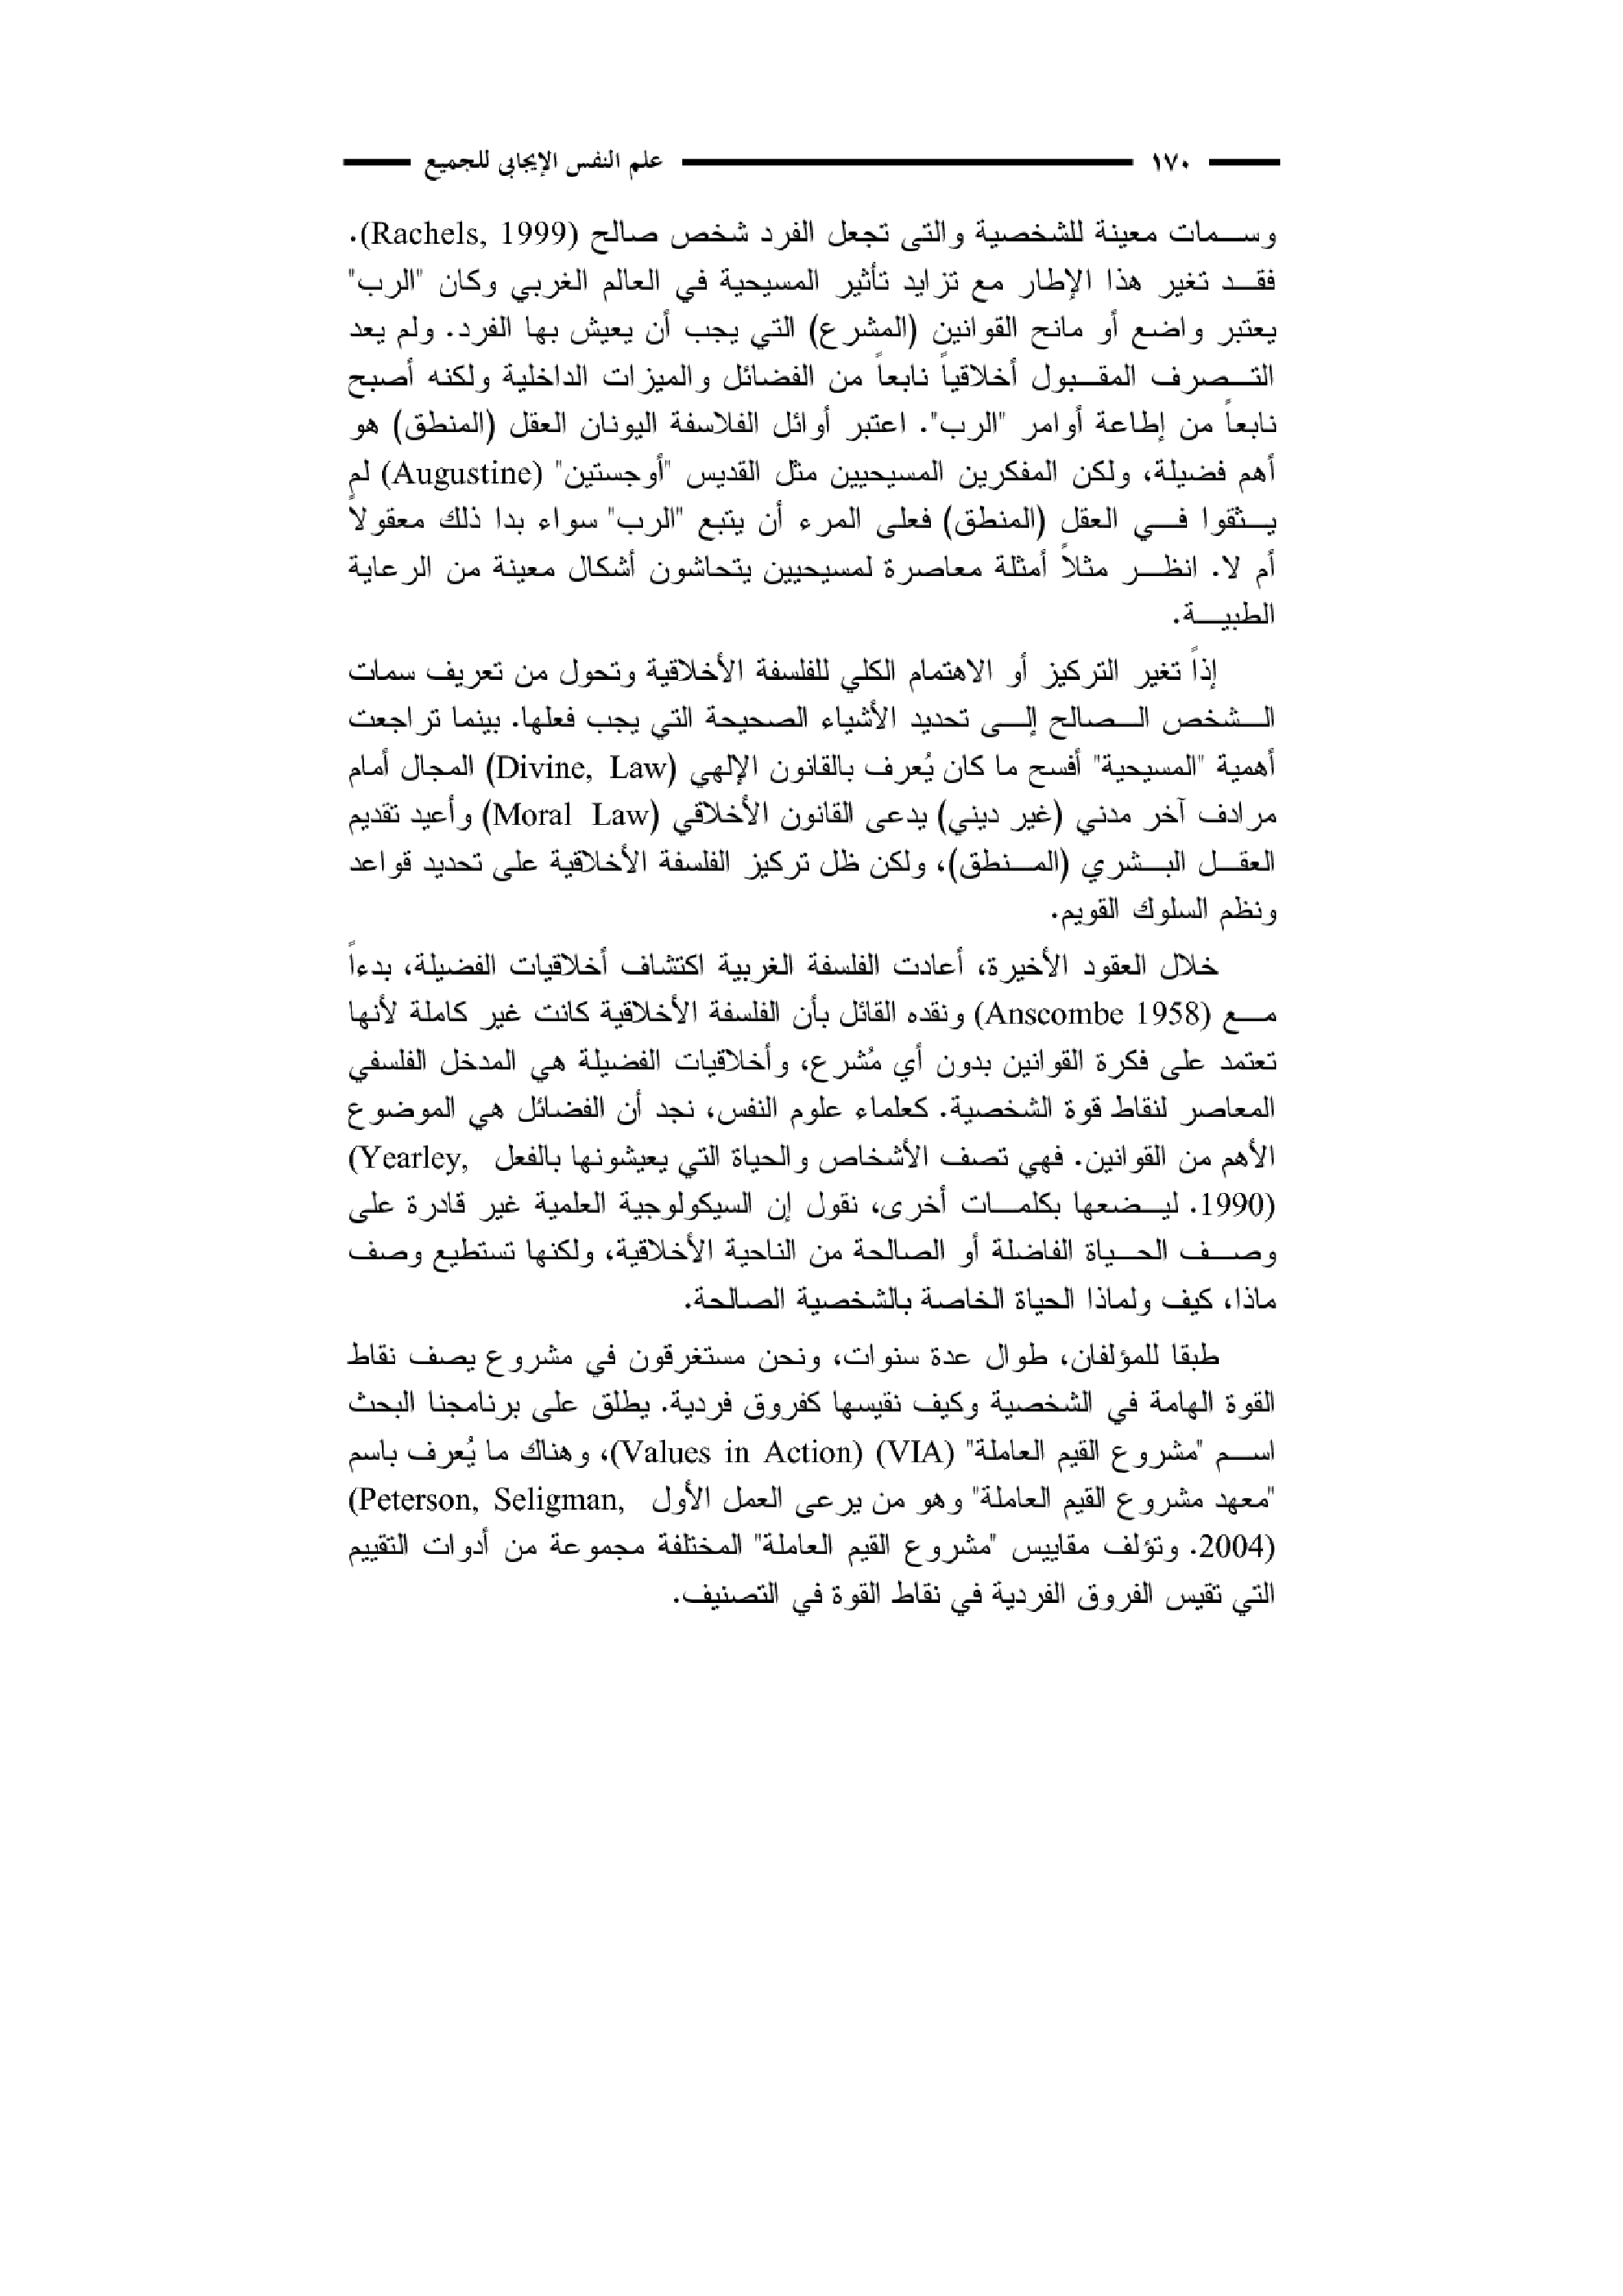 ١٧٠ علم النفس الإيجابي للجميع
وسمات معينة للشخصية والتى تجعل الفرد شخص صالح (Rachels, 1999).
فقد تغير هذا الإطار مع تزايد تأثير المسيحية في العالم الغربي وكان "الرب"
يعتبر واضع أو مانح القوانين (المشرع) التي يجب أن يعيش بها الفرد. ولم يعد
التصرف المقبول أخلاقياً نابعاً من الفضائل والميزات الداخلية ولكنه أصبح
نابعاً من إطاعة أوامر "الرب". اعتبر أوائل الفلاسفة اليونان العقل (المنطق) هو
أهم فضيلة، ولكن المفكرين المسيحيين مثل القديس "أوجستين" (Augustine) لم
يثقوا في العقل (المنطق) فعلى المرء أن يتبع "الرب" سواء بدا ذلك معقولاً
أم لا. انظر مثلاً أمثلة معاصرة لمسيحيين يتحاشون أشكال معينة من الرعاية
الطبية.
إذاً تغير التركيز أو الاهتمام الكلي للفلسفة الأخلاقية وتحول من تعريف سمات
الشخص الصالح إلى تحديد الأشياء الصحيحة التي يجب فعلها. بينما تراجعت
أهمية "المسيحية" أفسح ما كان يُعرف بالقانون الإلهي (Divine, Law) المجال أمام
مرادف آخر مدني (غير ديني) يدعى القانون الأخلاقي (Moral Law) وأعيد تقديم
العقل البشري (المنطق)، ولكن ظل تركيز الفلسفة الأخلاقية على تحديد قواعد
ونظم السلوك القويم.
خلال العقود الأخيرة، أعادت الفلسفة الغربية اكتشاف أخلاقيات الفضيلة، بدءاً
مع (Anscombe 1958) ونقده القائل بأن الفلسفة الأخلاقية كانت غير كاملة لأنها
تعتمد على فكرة القوانين بدون أي مُشرع، وأخلاقيات الفضيلة هي المدخل الفلسفي
المعاصر لنقاط قوة الشخصية. كعلماء علوم النفس، نجد أن الفضائل هي الموضوع
الأهم من القوانين. فهي تصف الأشخاص والحياة التي يعيشونها بالفعل (Yearley,
1990). ليضعها بكلمات أخرى، نقول إن السيكولوجية العلمية غير قادرة على
وصف الحياة الفاضلة أو الصالحة من الناحية الأخلاقية، ولكنها تستطيع وصف
ماذا، كيف ولماذا الحياة الخاصة بالشخصية الصالحة.
طبقا للمؤلفان، طوال عدة سنوات، ونحن مستغرقون في مشروع يصف نقاط
القوة الهامة في الشخصية وكيف نقيسها كفروق فردية. يطلق على برنامجنا البحث
اسم "مشروع القيم العاملة" (Values in Action) (VIA)، وهناك ما يُعرف باسم
"معهد مشروع القيم العاملة" وهو من يرعى العمل الأول (Peterson, Seligman,
2004). وتؤلف مقاييس "مشروع القيم العاملة" المختلفة مجموعة من أدوات التقييم
التي تقيس الفروق الفردية في نقاط القوة في التصنيف.